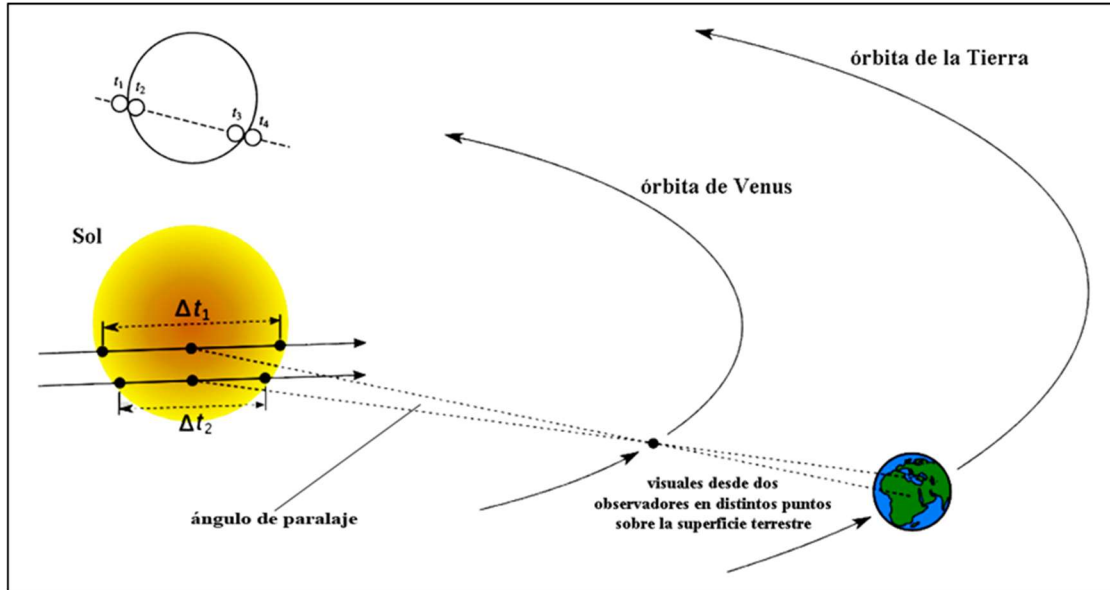 órbita de la Tierra
t1 t2
t3 t4
órbita de Venus
Sol
Δt1
Δt2
ángulo de paralaje
visuales desde dos
observadores en distintos puntos
sobre la superficie terrestre